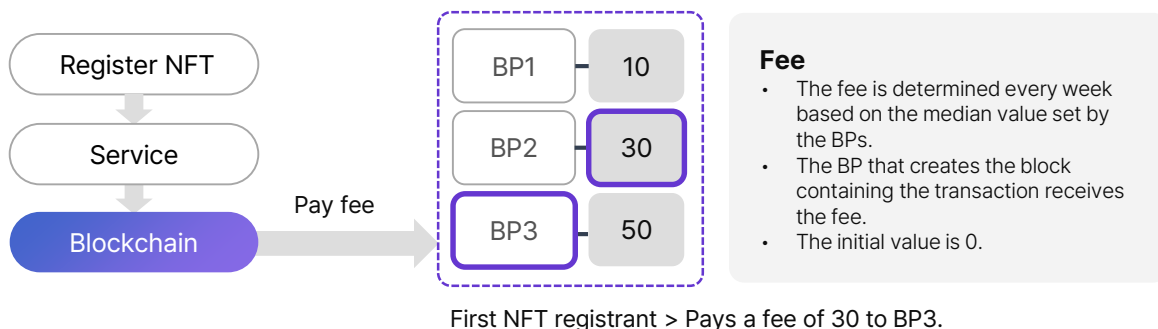 Register NFT
Service
Blockchain
Pay fee
BP1
10
BP2
30
BP3
50
Fee
• The fee is determined every week
based on the median value set by
the BPs.
• The BP that creates the block
containing the transaction receives
the fee.
• The initial value is 0.
First NFT registrant > Pays a fee of 30 to BP3.